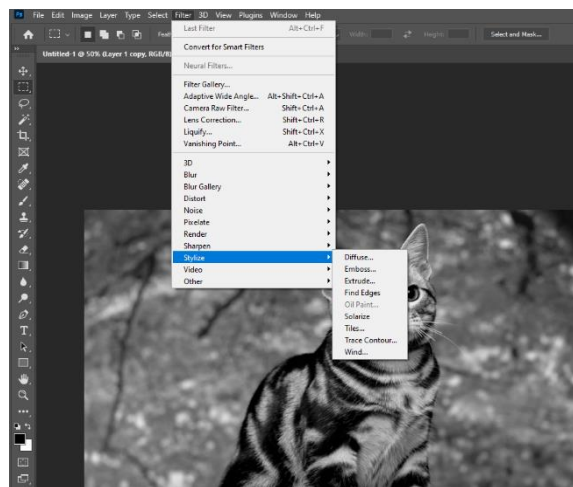 Ps File Edit Image Layer Type Select Filter 3D View Plugins Window Help
Last Filter Alt+Ctrl+F
Width: Height: Select and Mask...
Convert for Smart Filters
Untitled-1 @ 50% (Layer 1 copy, RGB/8)
Neural Filters...
Filter Gallery...
Adaptive Wide Angle... Alt+Shift+Ctrl+A
Camera Raw Filter... Shift+Ctrl+A
Lens Correction... Shift+Ctrl+R
Liquify... Shift+Ctrl+X
Vanishing Point... Alt+Ctrl+V
3D
Blur
Blur Gallery
Distort
Noise
Pixelate
Render
Sharpen
Stylize
Video
Other
Diffuse...
Emboss...
Extrude...
Find Edges
Oil Paint...
Solarize
Tiles...
Trace Contour...
Wind...